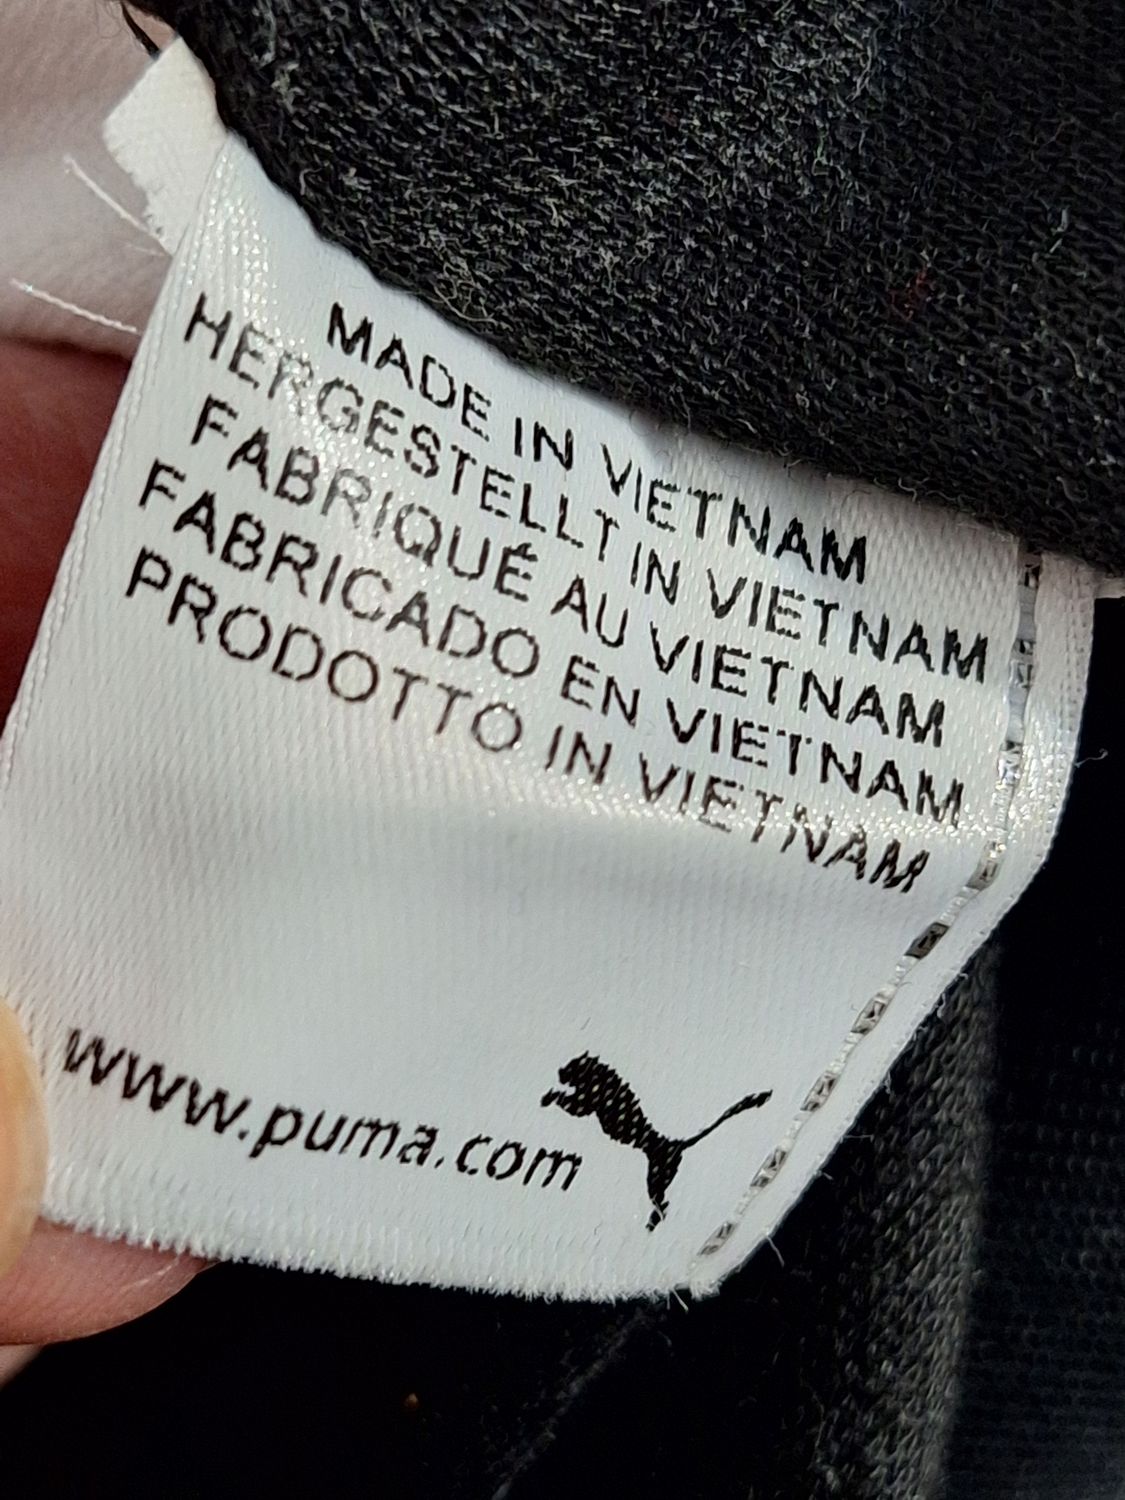 MADE IN VIETNAM
HERGESTELLT IN VIETNAM
FABRIQUÉ AU VIETNAM
FABRICADO EN VIETNAM
PRODOTTO IN VIETNAM
www.puma.com